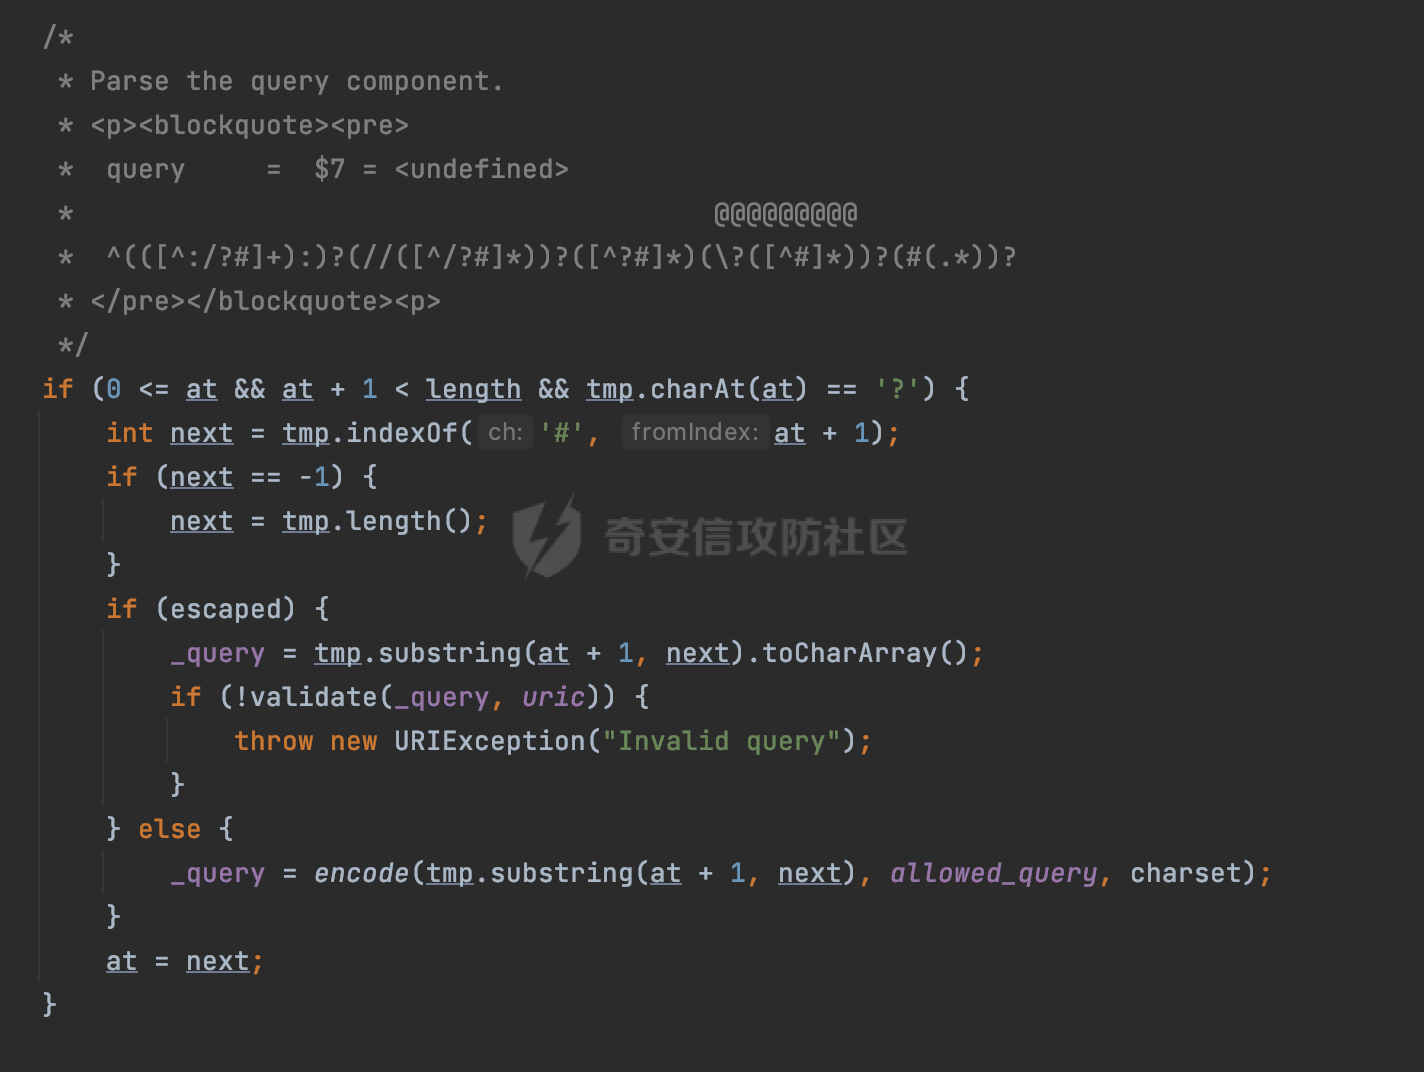 /*
 * Parse the query component.
 * <p><blockquote><pre>
 *  query     =  $7 = <undefined>
 *                                        @@@@@@@@@
 *  ^(([^:/?#]+):)?(//([^/?#]*))?([^?#]*)(\?([^#]*))?(#(.*))?
 * </pre></blockquote><p>
 */
if (0 <= at && at + 1 < length && tmp.charAt(at) == '?') {
    int next = tmp.indexOf( ch: '#',  fromIndex: at + 1);
    if (next == -1) {
        next = tmp.length();
奇安信攻防社区
    }
    if (escaped) {
        _query = tmp.substring(at + 1, next).toCharArray();
        if (!validate(_query, uric)) {
            throw new URIException("Invalid query");
        }
    } else {
        _query = encode(tmp.substring(at + 1, next), allowed_query, charset);
    }
    at = next;
}